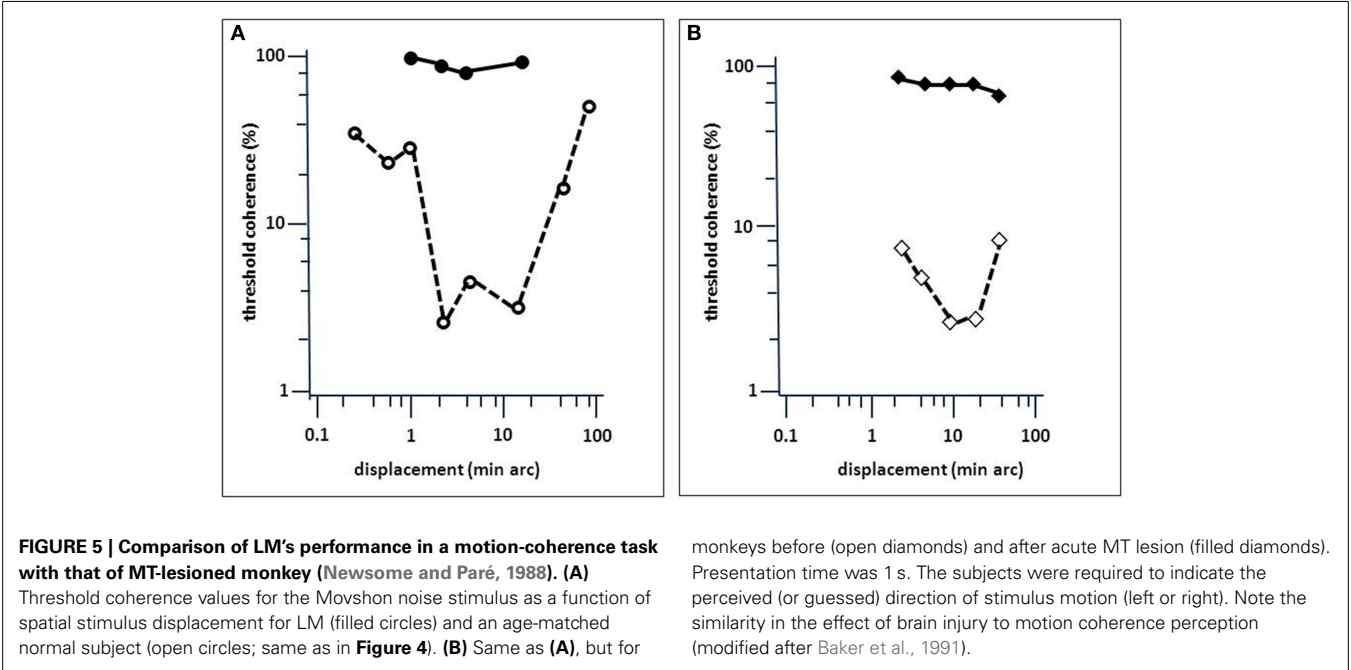 A
100
10
1
threshold coherence (%)
0.1 1 10 100
displacement (min arc)
B
100
10
1
threshold coherence (%)
0.1 1 10 100
displacement (min arc)
FIGURE 5 | Comparison of LM’s performance in a motion-coherence task
with that of MT-lesioned monkey (Newsome and Paré, 1988). (A)
Threshold coherence values for the Movshon noise stimulus as a function of
spatial stimulus displacement for LM (filled circles) and an age-matched
normal subject (open circles; same as in Figure 4). (B) Same as (A), but for
monkeys before (open diamonds) and after acute MT lesion (filled diamonds).
Presentation time was 1 s. The subjects were required to indicate the
perceived (or guessed) direction of stimulus motion (left or right). Note the
similarity in the effect of brain injury to motion coherence perception
(modified after Baker et al., 1991).